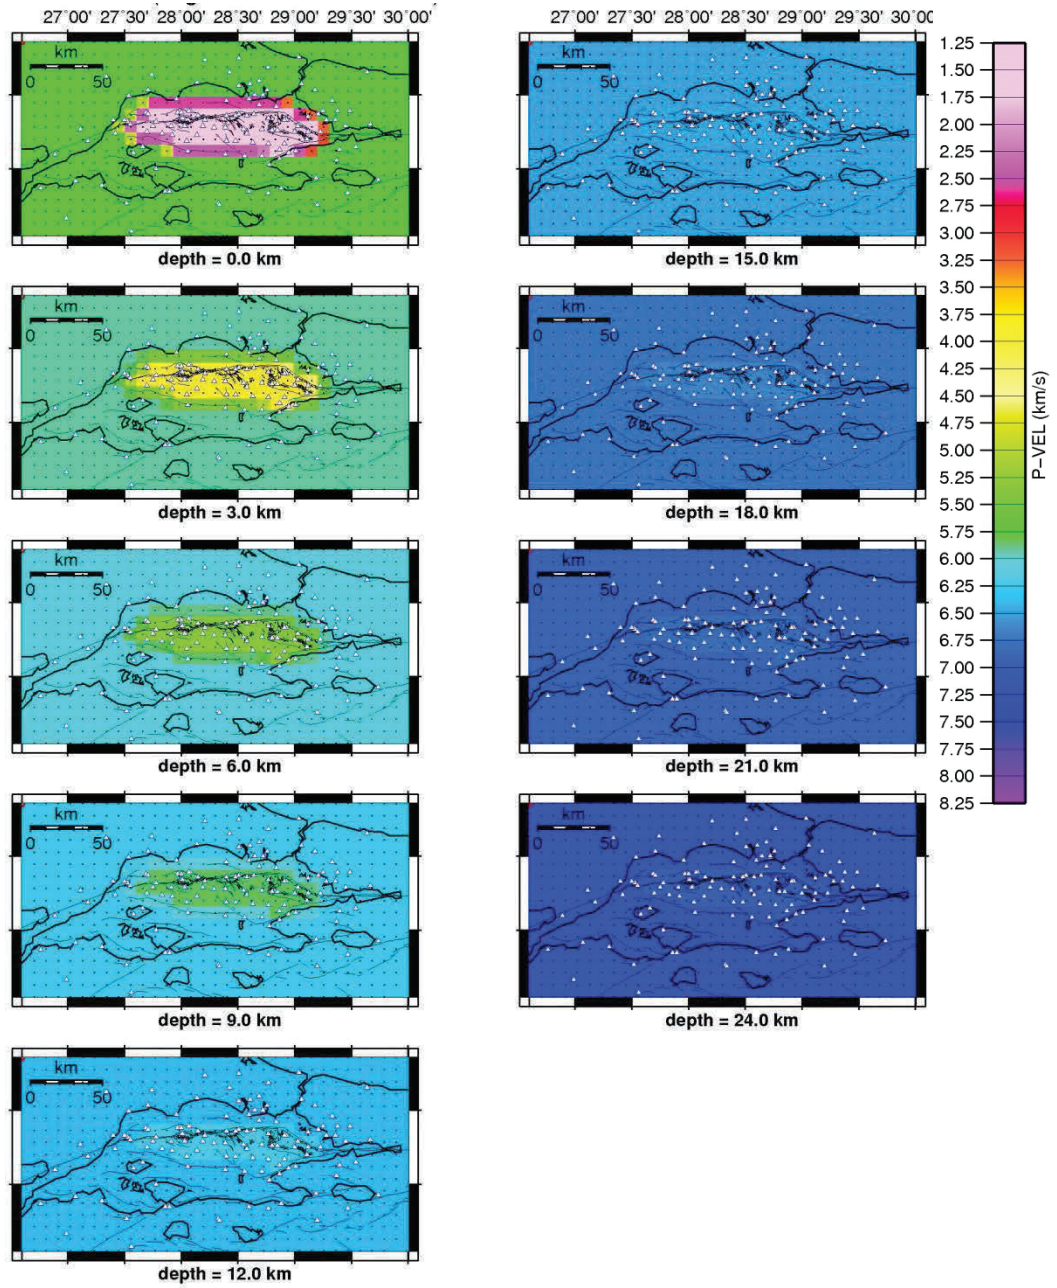 27°00' 27°30' 28°00' 28°30' 29°00' 29°30' 30°00'
km
0 50
depth = 0.0 km
km
0 50
depth = 3.0 km
km
0 50
depth = 6.0 km
km
0 50
depth = 9.0 km
km
0 50
depth = 12.0 km
27°00' 27°30' 28°00' 28°30' 29°00' 29°30' 30°00
km
0 50
depth = 15.0 km
km
0 50
depth = 18.0 km
km
0 50
depth = 21.0 km
km
0 50
depth = 24.0 km
1.25
1.50
1.75
2.00
2.25
2.50
2.75
3.00
3.25
3.50
3.75
4.00
4.25
4.50
4.75
5.00
5.25
5.50
5.75
6.00
6.25
6.50
6.75
7.00
7.25
7.50
7.75
8.00
8.25
P-VEL (km/s)